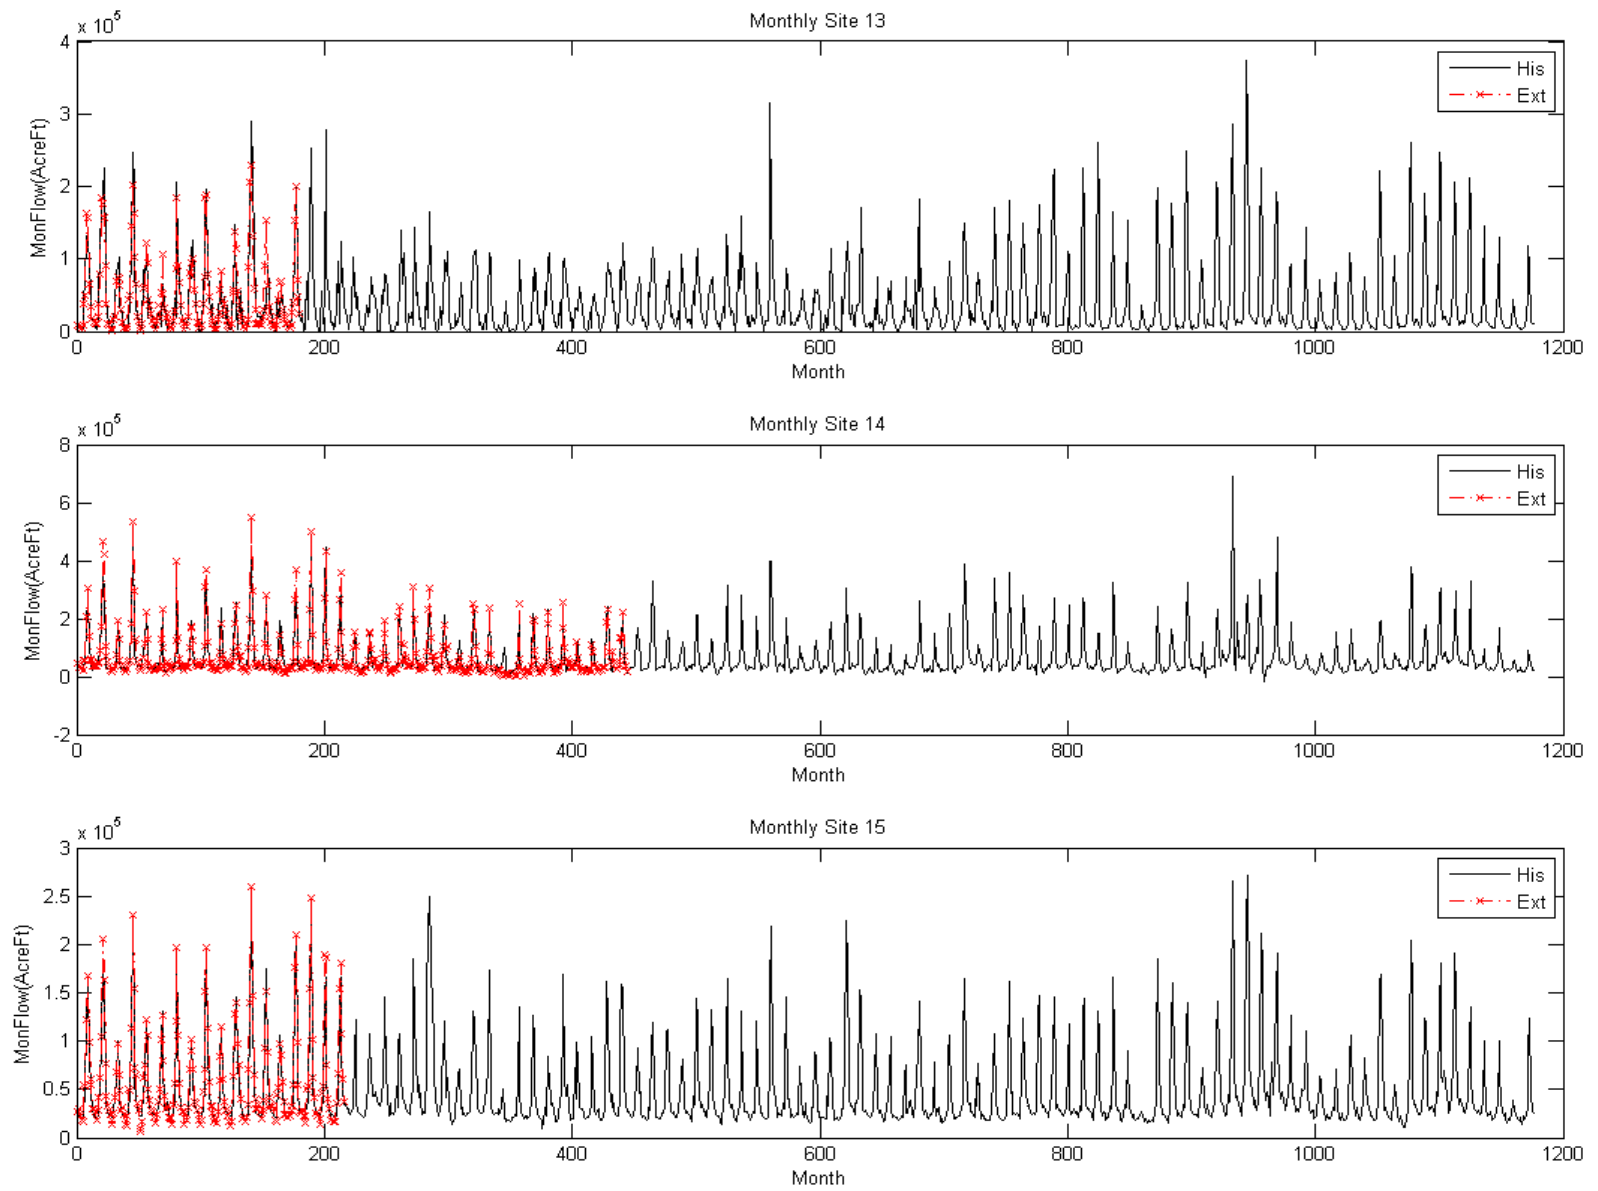 Monthly Site 13
x 10^5
4
3
2
1
0
MonFlow(AcreFt)
His
Ext
0 200 400 600 800 1000 1200
Month
Monthly Site 14
x 10^5
8
6
4
2
0
-2
MonFlow(AcreFt)
His
Ext
0 200 400 600 800 1000 1200
Month
Monthly Site 15
x 10^5
3
2.5
2
1.5
1
0.5
0
MonFlow(AcreFt)
His
Ext
0 200 400 600 800 1000 1200
Month